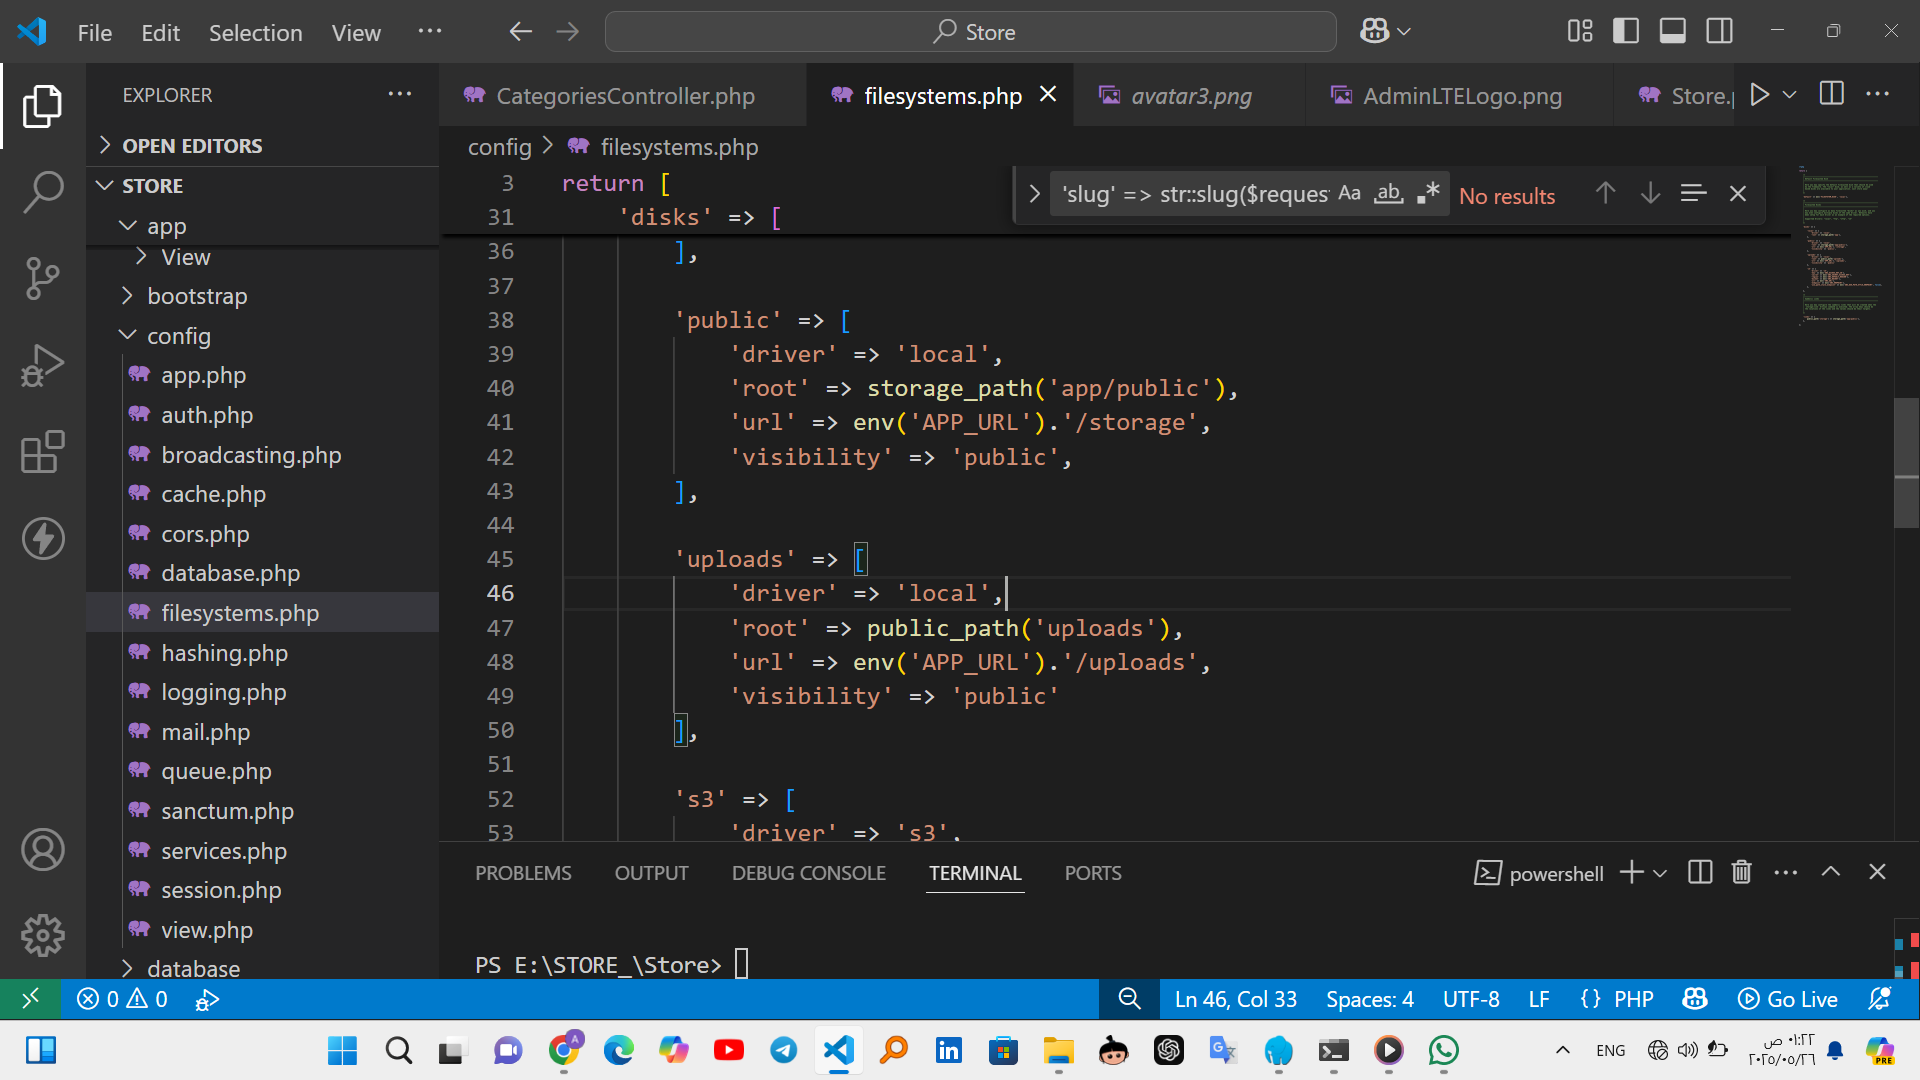 File Edit Selection View ···
Store
EXPLORER
OPEN EDITORS
STORE
app
View
bootstrap
config
app.php
auth.php
broadcasting.php
cache.php
cors.php
database.php
filesystems.php
hashing.php
logging.php
mail.php
queue.php
sanctum.php
services.php
session.php
view.php
database
CategoriesController.php filesystems.php avatar3.png AdminLTELogo.png Store.
config > filesystems.php
'slug' => str::slug($reques Aa ab .* No results
3 return [
31 'disks' => [
36 ],
37
38 'public' => [
39 'driver' => 'local',
40 'root' => storage_path('app/public'),
41 'url' => env('APP_URL').'/storage',
42 'visibility' => 'public',
43 ],
44
45 'uploads' => [
46 'driver' => 'local',
47 'root' => public_path('uploads'),
48 'url' => env('APP_URL').'/uploads',
49 'visibility' => 'public'
50 ],
51
52 's3' => [
53 'driver' => 's3',
PROBLEMS OUTPUT DEBUG CONSOLE TERMINAL PORTS
powershell
PS E:\STORE_\Store>
0 0
Ln 46, Col 33 Spaces: 4 UTF-8 LF {} PHP Go Live
ENG
٠١:٢٢ ص
٢٠٢٥/٠٥/٢٦
A
in
PRE